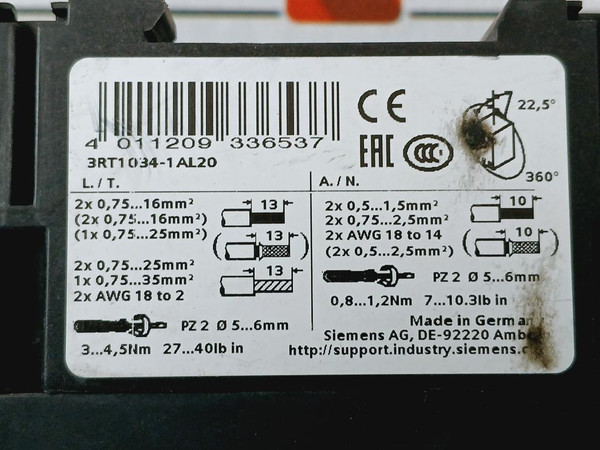 CE
22,5°
4 011209 336537
EAC
CCC
3RT1034-1AL20
360°
L./T.
2x 0,75...16mm²
(2x 0,75...16mm²)
(1x 0,75...25mm²)
13
(13)
2x 0,75...25mm²
1x 0,75...35mm²
2x AWG 18 to 2
13
PZ 2 Ø 5...6mm
3...4,5Nm 27...40lb in
A./N.
2x 0,5...1,5mm²
2x 0,75...2,5mm²
2x AWG 18 to 14
(2x 0,5...2,5mm²)
10
(10)
PZ 2 Ø 5...6mm
0,8...1,2Nm 7...10.3lb in
Made in German
Siemens AG, DE-92220 Amb
http://support.industry.siemens.c